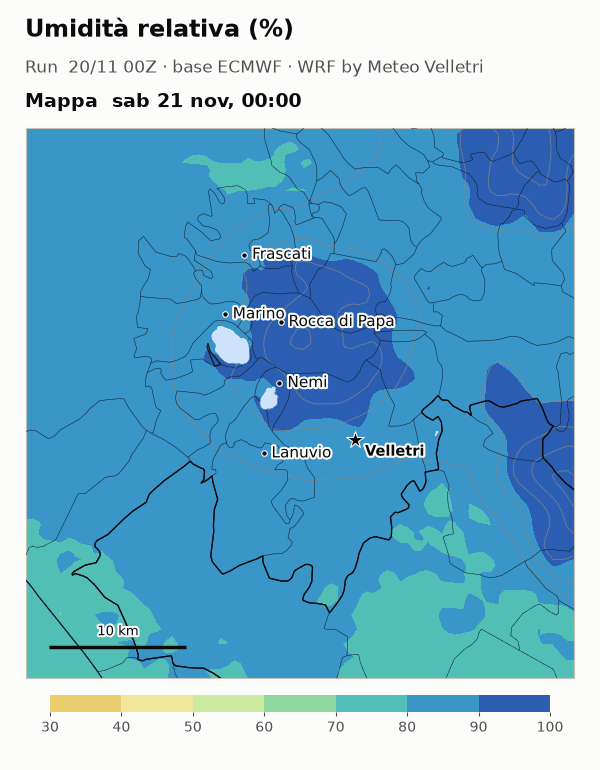 Umidità relativa (%)
Run  20/11 00Z · base ECMWF · WRF by Meteo Velletri
Mappa  sab 21 nov, 00:00
Frascati
Marino
Rocca di Papa
Nemi
Velletri
Lanuvio
10 km
30 40 50 60 70 80 90 100